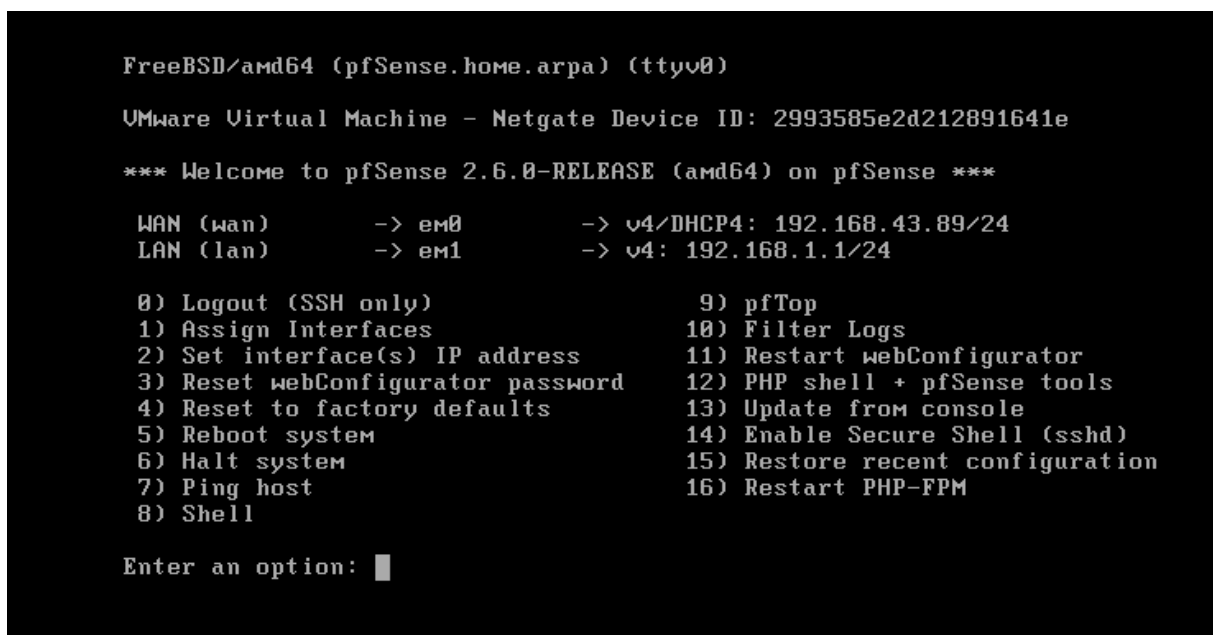 FreeBSD/amd64 (pfSense.home.arpa) (ttyv0)
VMware Virtual Machine - Netgate Device ID: 2993585e2d212891641e
*** Welcome to pfSense 2.6.0-RELEASE (amd64) on pfSense ***
WAN (wan) -> em0 -> v4/DHCP4: 192.168.43.89/24
LAN (lan) -> em1 -> v4: 192.168.1.1/24
0) Logout (SSH only) 9) pfTop
1) Assign Interfaces 10) Filter Logs
2) Set interface(s) IP address 11) Restart webConfigurator
3) Reset webConfigurator password 12) PHP shell + pfSense tools
4) Reset to factory defaults 13) Update from console
5) Reboot system 14) Enable Secure Shell (sshd)
6) Halt system 15) Restore recent configuration
7) Ping host 16) Restart PHP-FPM
8) Shell
Enter an option: